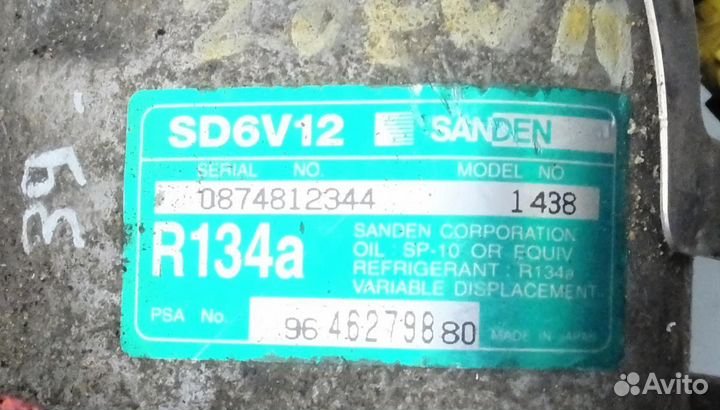 SD6V12 SANDEN
SERIAL NO. MODEL NO
0874812344 1438
R134a
SANDEN CORPORATION
OIL : SP-10 OR EQUIV
REFRIGERANT : R134a
VARIABLE DISPLACEMENT
PSA No. 96 462798 80 MADE IN JAPAN
39
Avito